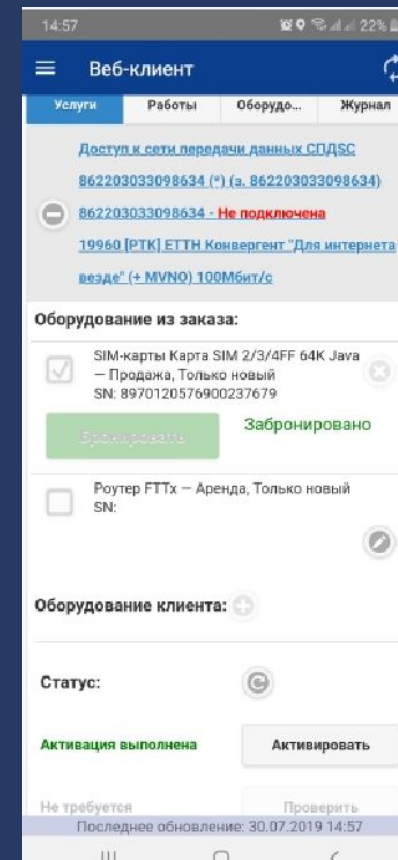 14:57
22%
Веб-клиент
Услуги Работы Оборудо... Журнал
Доступ к сети передачи данных СПДSC
862203033098634 (*) (з. 862203033098634)
862203033098634 - Не подключена
19960 [РТК] ЕТТН Конвергент "Для интернета
везде" (+ MVNO) 100Мбит/с
Оборудование из заказа:
SIM-карты Карта SIM 2/3/4FF 64K Java
— Продажа, Только новый
SN: 8970120576900237679
Бронировать Забронировано
Роутер FTTx — Аренда, Только новый
SN:
Оборудование клиента:
Статус:
Активация выполнена Активировать
Не требуется Проверить
Последнее обновление: 30.07.2019 14:57